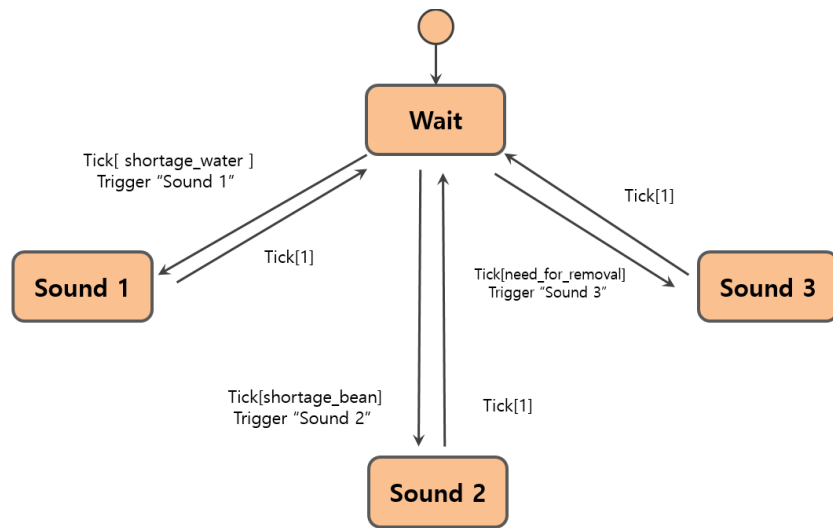 Wait
Tick[ shortage_water ]
Trigger “Sound 1”
Tick[1]
Tick[1]
Sound 1
Tick[need_for_removal]
Trigger “Sound 3”
Sound 3
Tick[shortage_bean]
Trigger “Sound 2”
Tick[1]
Sound 2